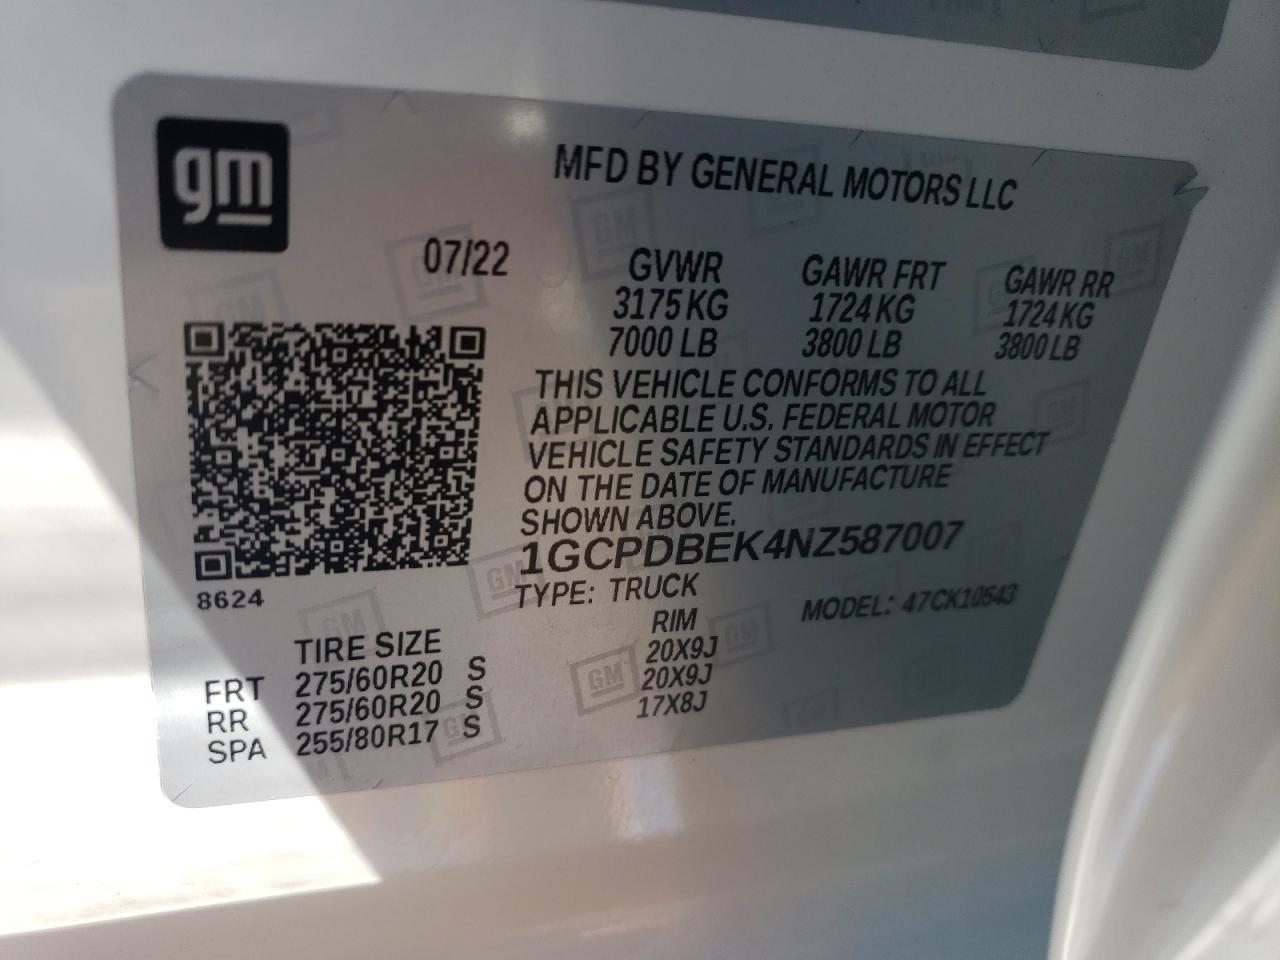 gm
MFD BY GENERAL MOTORS LLC
07/22
GVWR GAWR FRT GAWR RR
3175 KG 1724 KG 1724 KG
7000 LB 3800 LB 3800 LB
THIS VEHICLE CONFORMS TO ALL
APPLICABLE U.S. FEDERAL MOTOR
VEHICLE SAFETY STANDARDS IN EFFECT
ON THE DATE OF MANUFACTURE
SHOWN ABOVE.
1GCPDBEK4NZ587007
TYPE: TRUCK MODEL: 47CK10543
8624
TIRE SIZE RIM
FRT 275/60R20 S 20X9J
RR 275/60R20 S 20X9J
SPA 255/80R17 S 17X8J